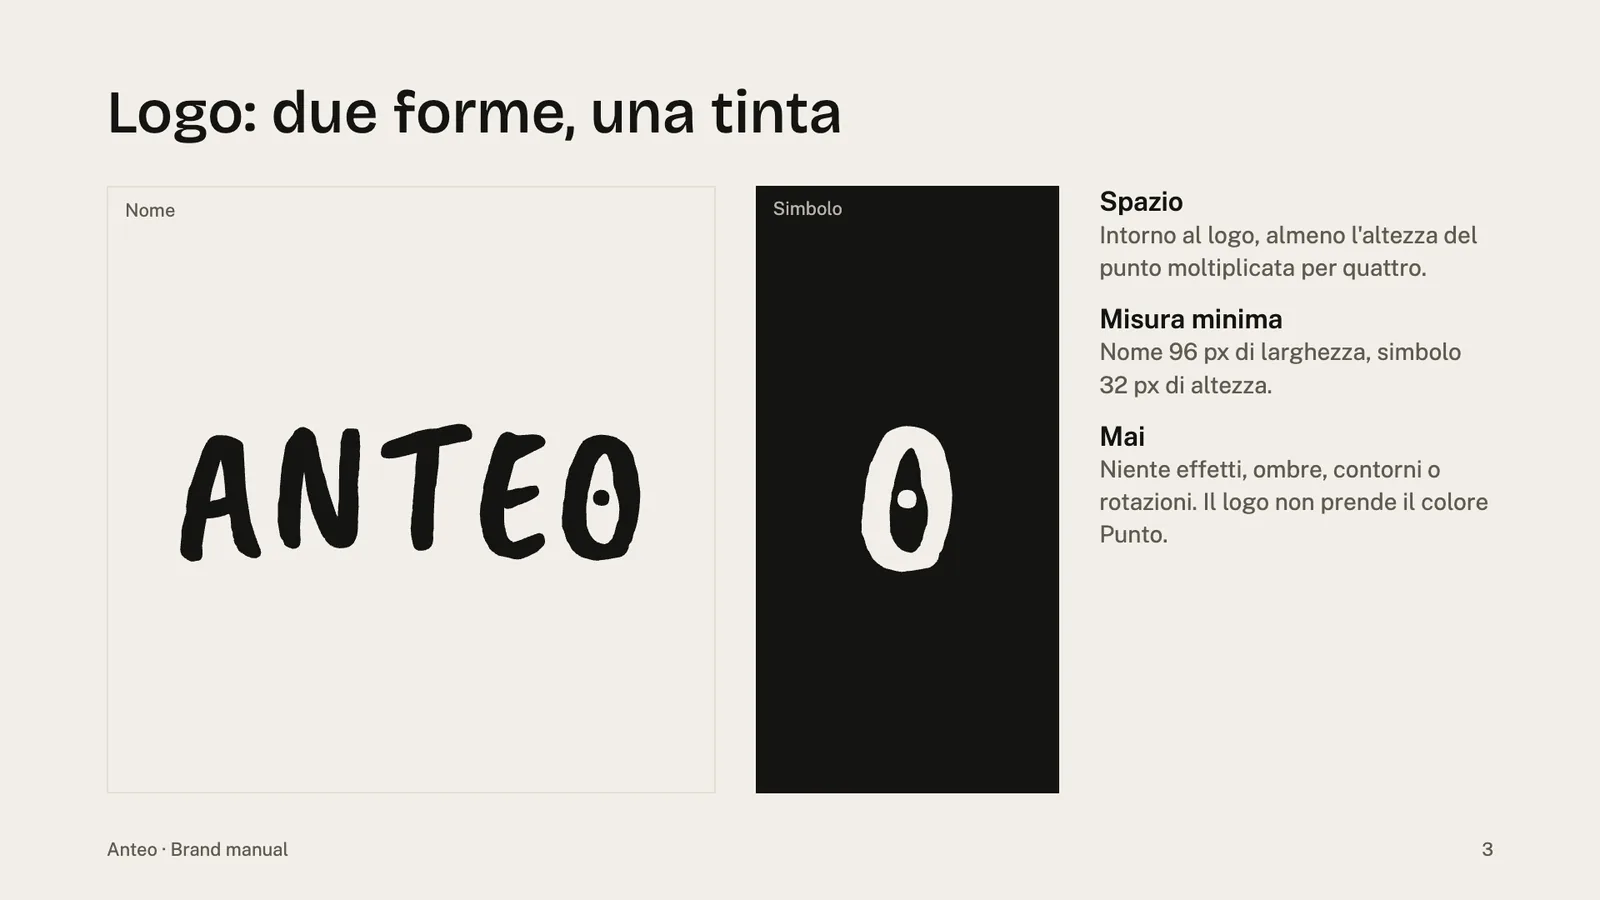 Logo: due forme, una tinta
Nome
ANTEO
Simbolo
O
Spazio
Intorno al logo, almeno l'altezza del
punto moltiplicata per quattro.
Misura minima
Nome 96 px di larghezza, simbolo
32 px di altezza.
Mai
Niente effetti, ombre, contorni o
rotazioni. Il logo non prende il colore
Punto.
Anteo · Brand manual
3